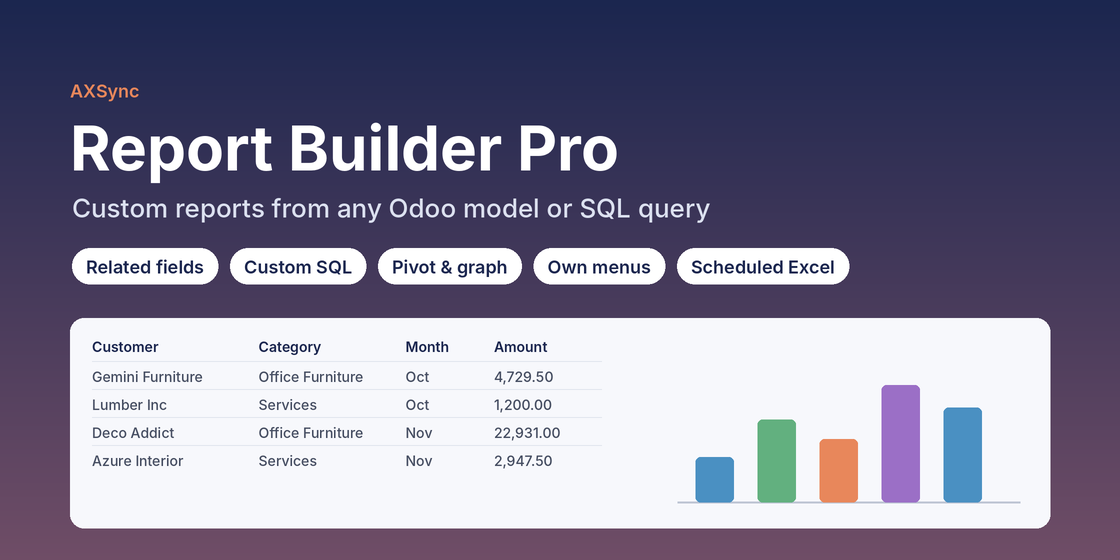 AXSync
Report Builder Pro
Custom reports from any Odoo model or SQL query
Related fields Custom SQL Pivot & graph Own menus Scheduled Excel
Customer Category Month Amount
Gemini Furniture Office Furniture Oct 4,729.50
Lumber Inc Services Oct 1,200.00
Deco Addict Office Furniture Nov 22,931.00
Azure Interior Services Nov 2,947.50